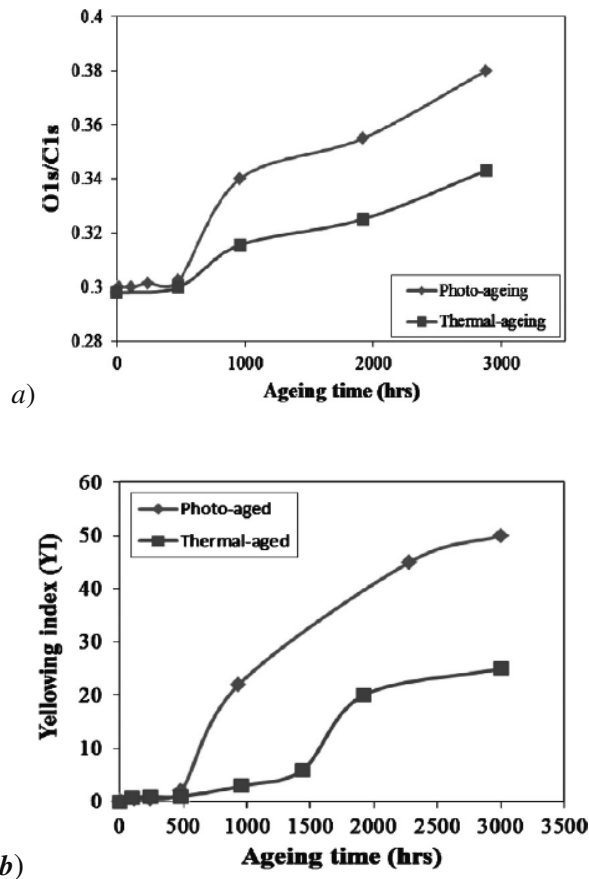 0.4
0.38
0.36
0.34
0.32
0.3
0.28
O1s/C1s
Photo-ageing
Thermal-ageing
0 1000 2000 3000
Ageing time (hrs)
a)
60
50
40
30
20
10
0
Yellowing index (YI)
Photo-aged
Thermal-aged
0 500 1000 1500 2000 2500 3000 3500
Ageing time (hrs)
b)